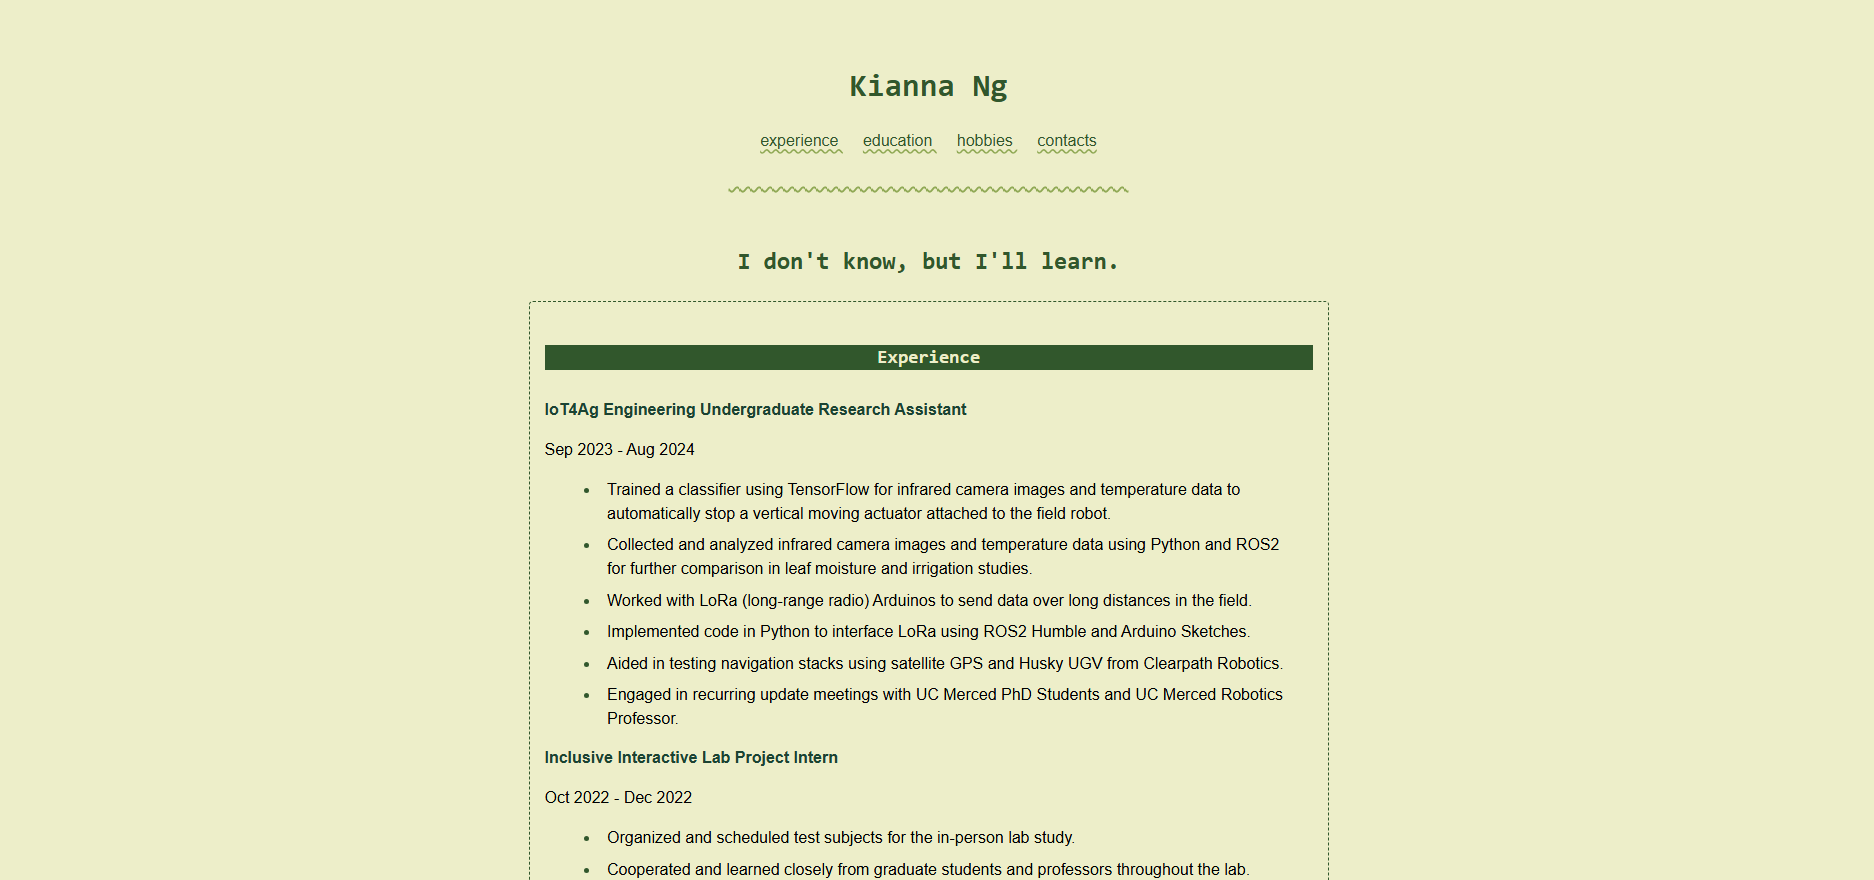 Kianna Ng
experience education hobbies contacts
I don't know, but I'll learn.
Experience
IoT4Ag Engineering Undergraduate Research Assistant
Sep 2023 - Aug 2024
• Trained a classifier using TensorFlow for infrared camera images and temperature data to
automatically stop a vertical moving actuator attached to the field robot.
• Collected and analyzed infrared camera images and temperature data using Python and ROS2
for further comparison in leaf moisture and irrigation studies.
• Worked with LoRa (long-range radio) Arduinos to send data over long distances in the field.
• Implemented code in Python to interface LoRa using ROS2 Humble and Arduino Sketches.
• Aided in testing navigation stacks using satellite GPS and Husky UGV from Clearpath Robotics.
• Engaged in recurring update meetings with UC Merced PhD Students and UC Merced Robotics
Professor.
Inclusive Interactive Lab Project Intern
Oct 2022 - Dec 2022
• Organized and scheduled test subjects for the in-person lab study.
• Cooperated and learned closely from graduate students and professors throughout the lab.